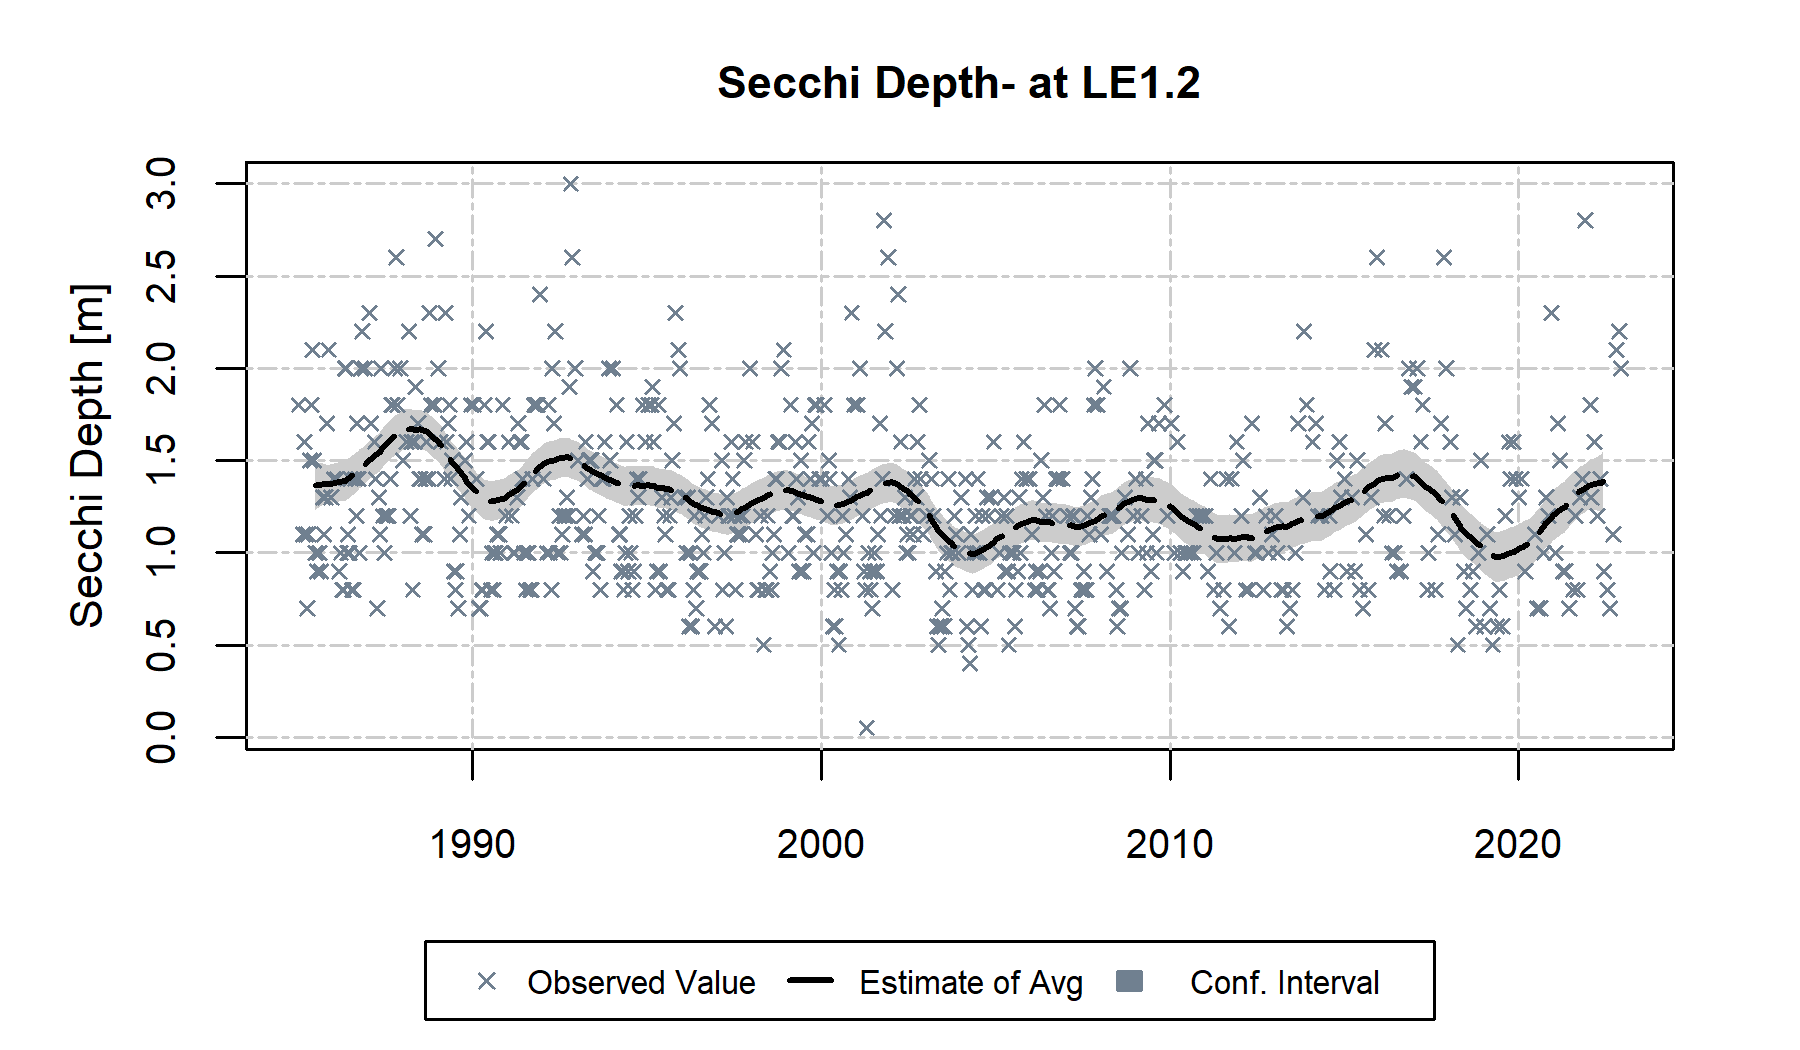 Secchi Depth- at LE1.2
Secchi Depth [m]
3.0
2.5
2.0
1.5
1.0
0.5
0.0
1990 2000 2010 2020
Observed Value Estimate of Avg Conf. Interval